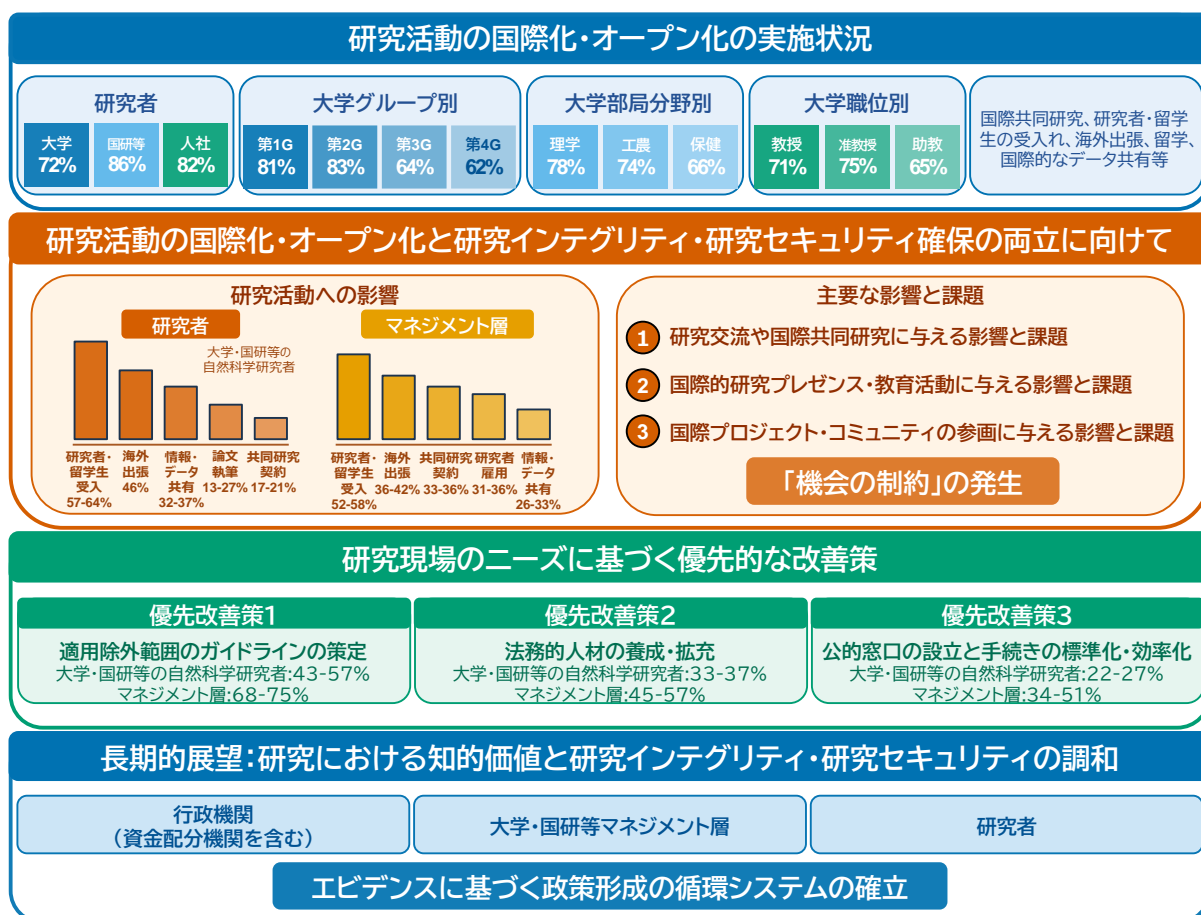 研究活動の国際化・オープン化の実施状況
研究者
大学
72%
国研等
86%
人社
82%
大学グループ別
第1G
81%
第2G
83%
第3G
64%
第4G
62%
大学部局分野別
理学
78%
工農
74%
保健
66%
大学職位別
教授
71%
准教授
75%
助教
65%
国際共同研究、研究者・留学
生の受入れ、海外出張、留学、
国際的なデータ共有等
研究活動の国際化・オープン化と研究インテグリティ・研究セキュリティ確保の両立に向けて
研究活動への影響
研究者
大学・国研等の
自然科学研究者
研究者・
留学生
受入
57-64%
海外
出張
46%
情報・
データ
共有
32-37%
論文
執筆
13-27%
共同研究
契約
17-21%
マネジメント層
研究者・
留学生
受入
52-58%
海外
出張
36-42%
共同研究
契約
33-36%
研究者
雇用
31-36%
情報・
データ
共有
26-33%
主要な影響と課題
1 研究交流や国際共同研究に与える影響と課題
2 国際的研究プレゼンス・教育活動に与える影響と課題
3 国際プロジェクト・コミュニティの参画に与える影響と課題
「機会の制約」の発生
研究現場のニーズに基づく優先的な改善策
優先改善策1
適用除外範囲のガイドラインの策定
大学・国研等の自然科学研究者:43-57%
マネジメント層:68-75%
優先改善策2
法務的人材の養成・拡充
大学・国研等の自然科学研究者:33-37%
マネジメント層:45-57%
優先改善策3
公的窓口の設立と手続きの標準化・効率化
大学・国研等の自然科学研究者:22-27%
マネジメント層:34-51%
長期的展望:研究における知的価値と研究インテグリティ・研究セキュリティの調和
行政機関
(資金配分機関を含む)
大学・国研等マネジメント層
研究者
エビデンスに基づく政策形成の循環システムの確立